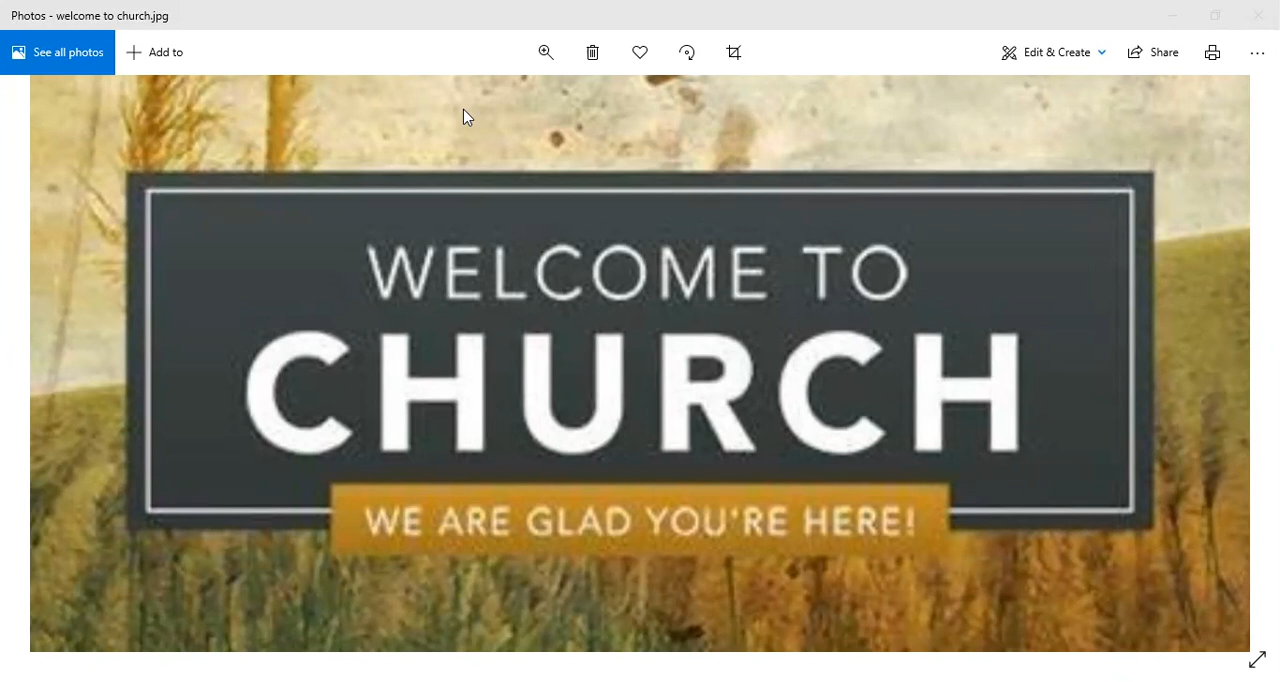 Photos - welcome to church.jpg
See all photos
Add to
Edit & Create
Share
WELCOME TO
CHURCH
WE ARE GLAD YOU'RE HERE!